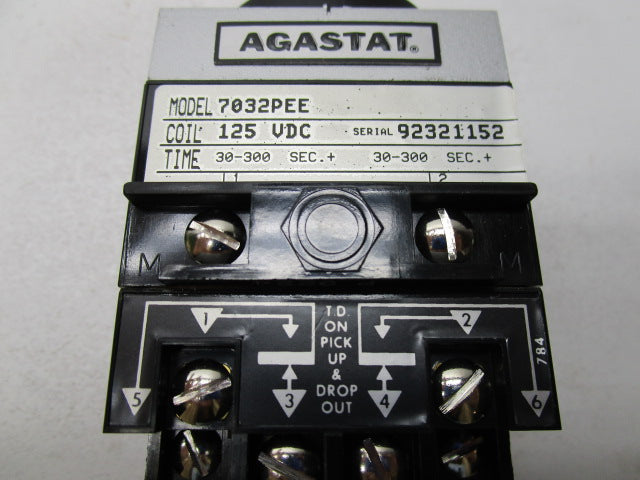 AGASTAT®
MODEL 7032PEE
COIL 125 VDC SERIAL 92321152
TIME 30-300 SEC.+ 30-300 SEC.+
1 2
M M
1 T.D. 2
ON
PICK
UP
&
DROP
OUT
5 3 4 6
784